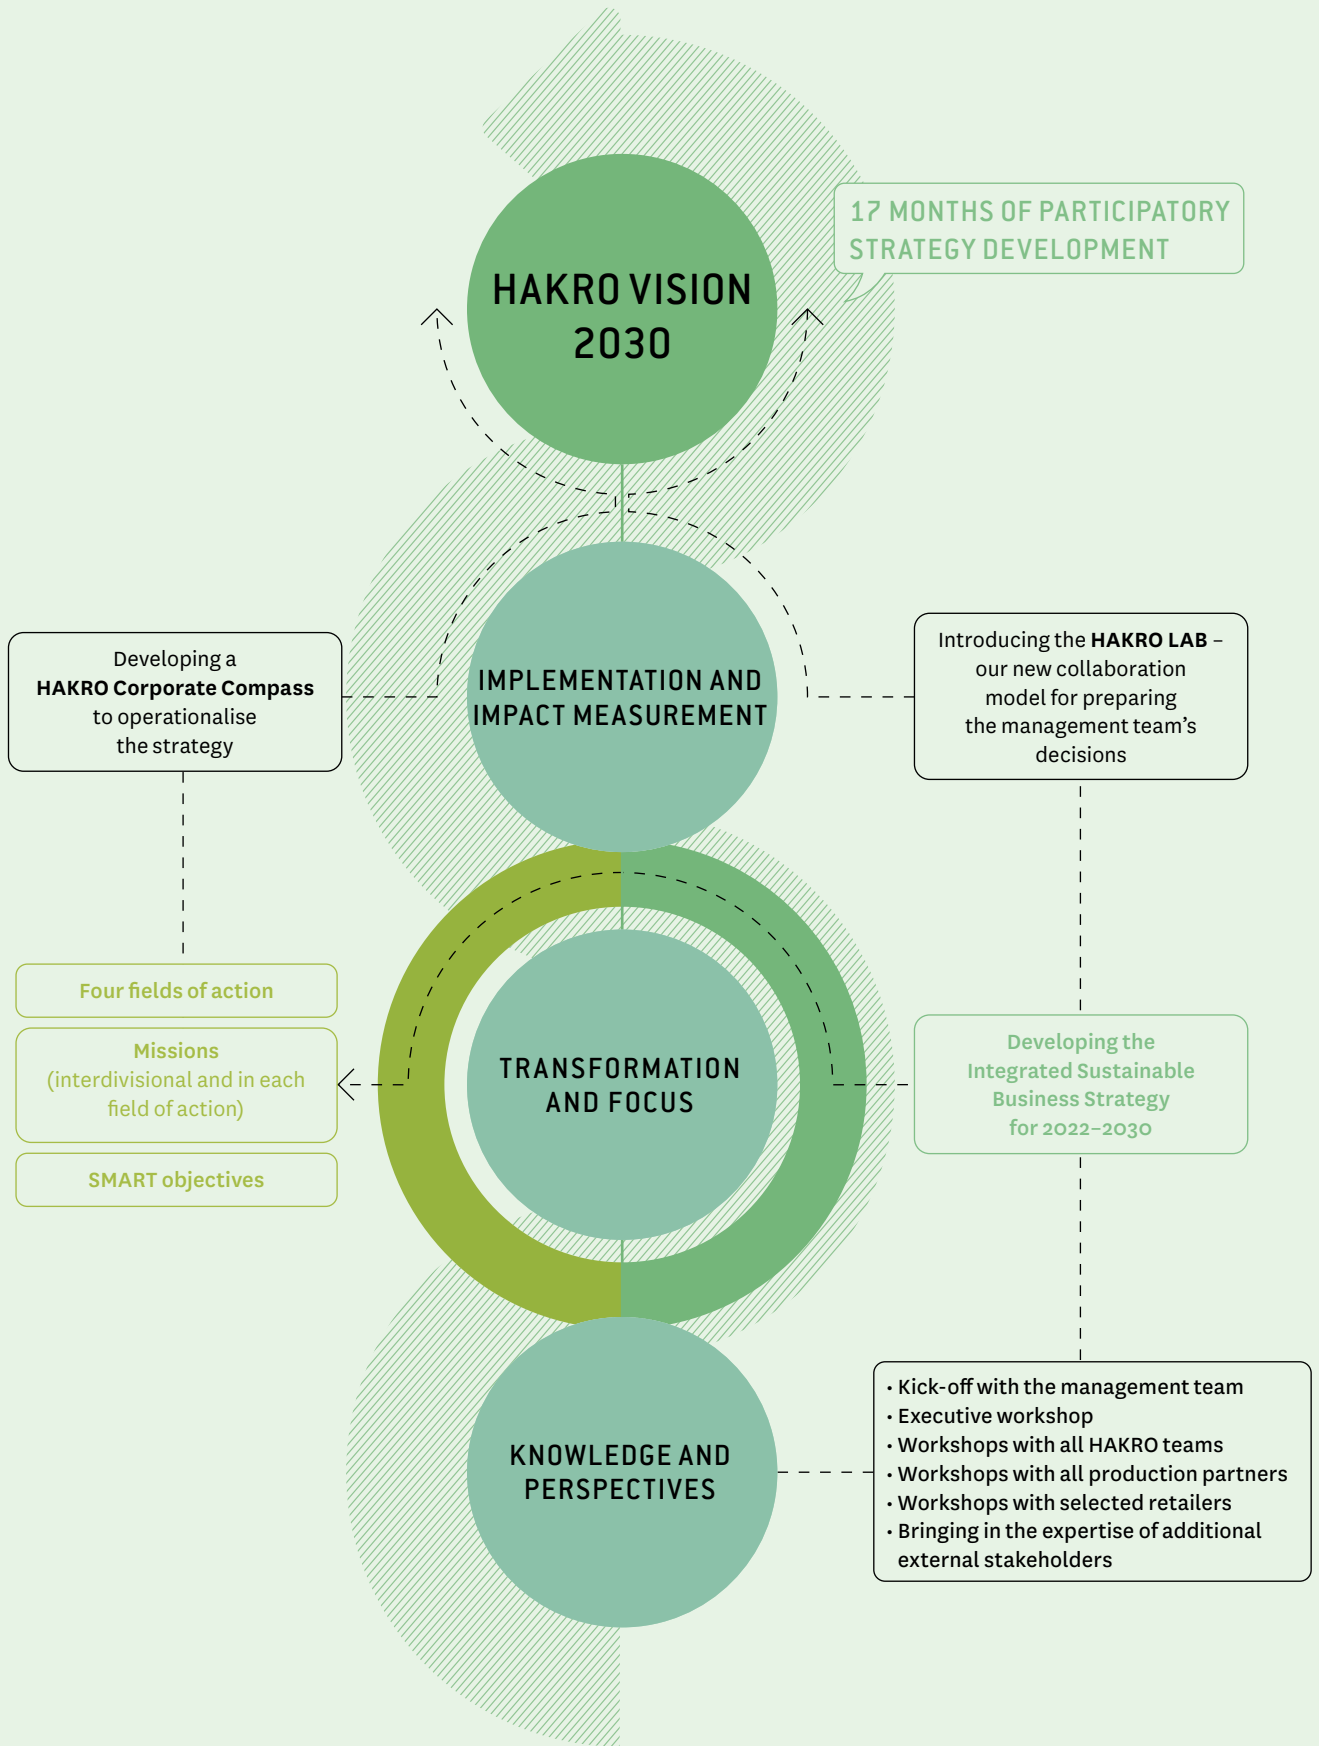 17 MONTHS OF PARTICIPATORY
STRATEGY DEVELOPMENT
HAKRO VISION
2030
Developing a
HAKRO Corporate Compass
to operationalise
the strategy
IMPLEMENTATION AND
IMPACT MEASUREMENT
Introducing the HAKRO LAB –
our new collaboration
model for preparing
the management team’s
decisions
Four fields of action
Missions
(interdivisional and in each
field of action)
SMART objectives
TRANSFORMATION
AND FOCUS
Developing the
Integrated Sustainable
Business Strategy
for 2022–2030
KNOWLEDGE AND
PERSPECTIVES
• Kick-off with the management team
• Executive workshop
• Workshops with all HAKRO teams
• Workshops with all production partners
• Workshops with selected retailers
• Bringing in the expertise of additional
external stakeholders